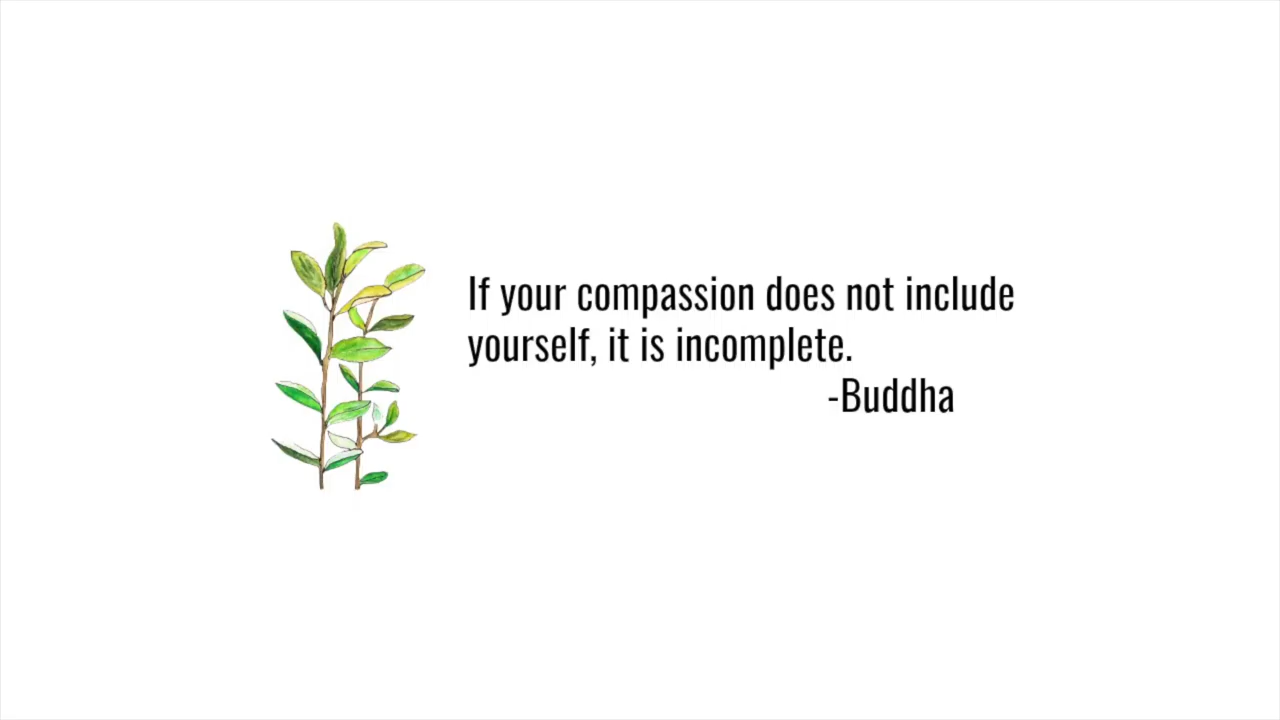 If your compassion does not include
yourself, it is incomplete.
-Buddha